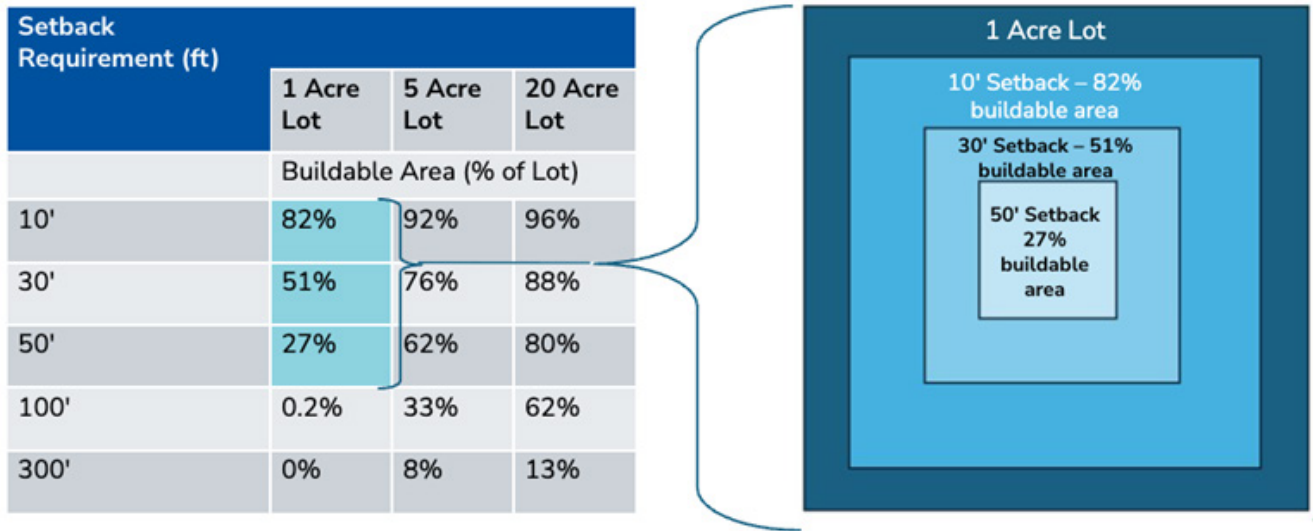 Setback
Requirement (ft)
1 Acre
Lot
5 Acre
Lot
20 Acre
Lot
Buildable Area (% of Lot)
10' 82% 92% 96%
30' 51% 76% 88%
50' 27% 62% 80%
100' 0.2% 33% 62%
300' 0% 8% 13%
1 Acre Lot
10' Setback – 82%
buildable area
30' Setback – 51%
buildable area
50' Setback
27%
buildable
area